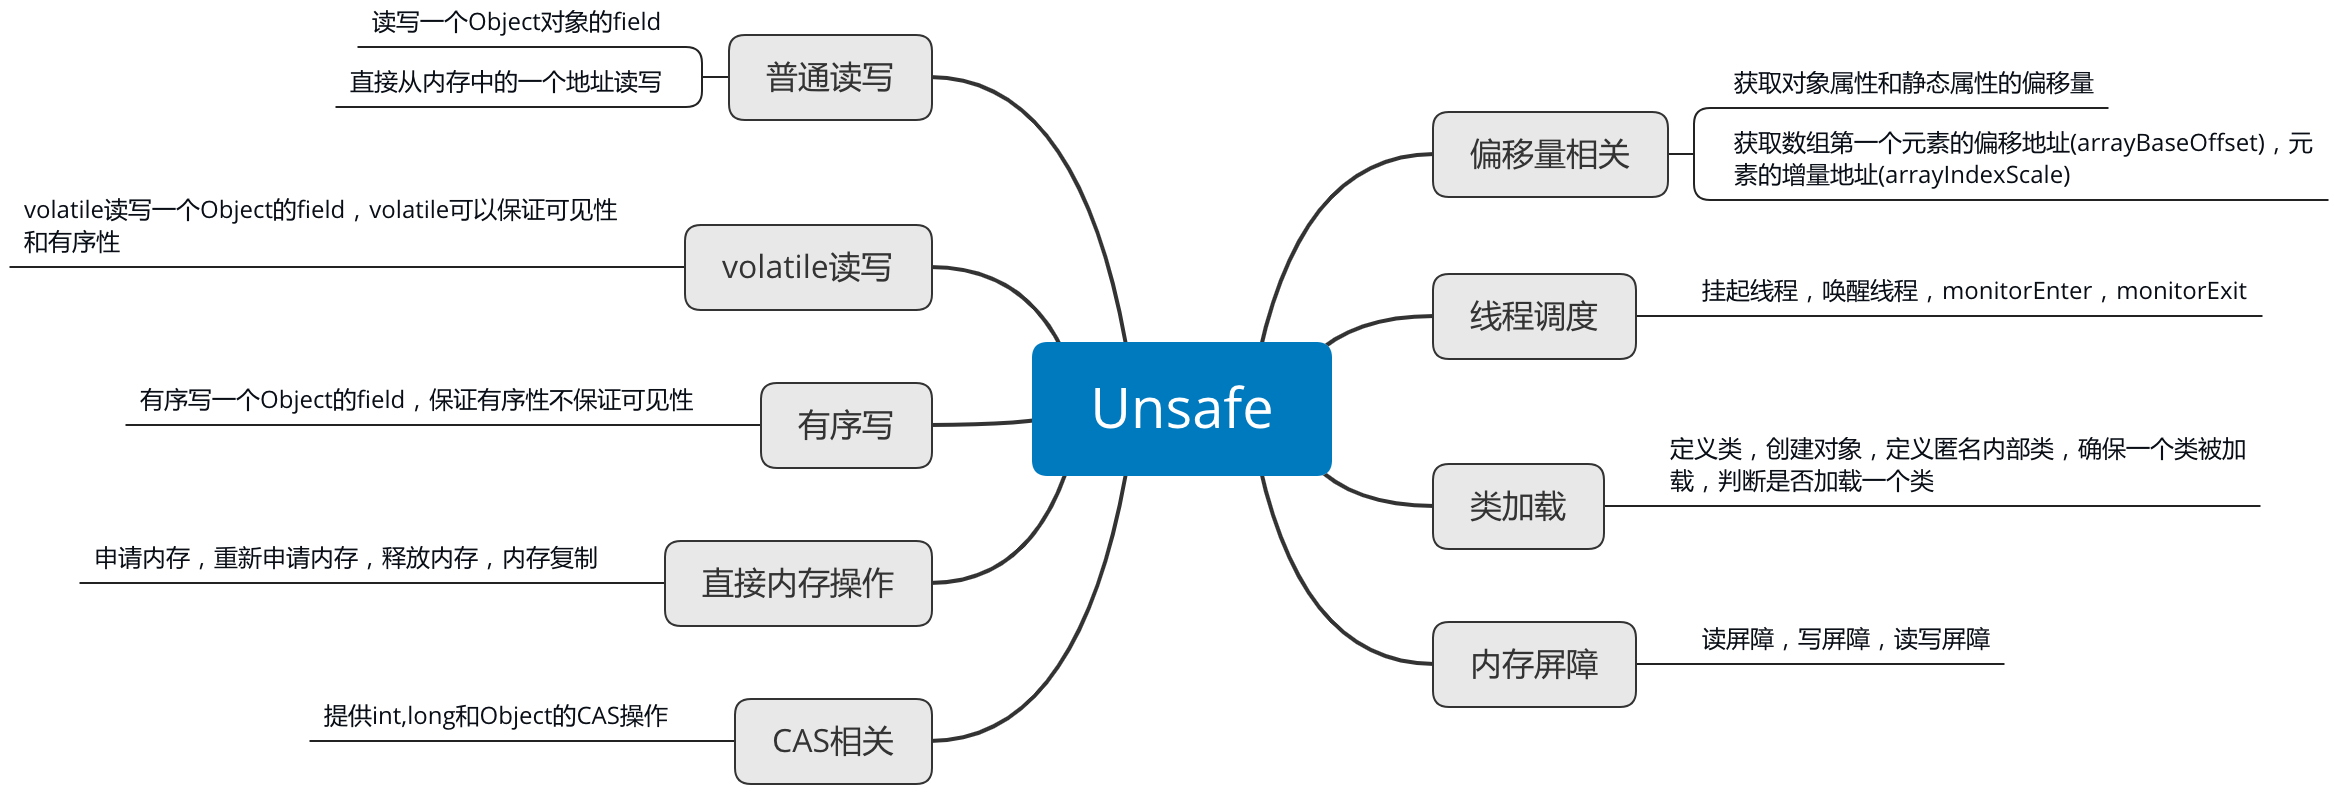 读写一个Object对象的field
直接从内存中的一个地址读写
普通读写
volatile读写一个Object的field，volatile可以保证可见性
和有序性
volatile读写
有序写一个Object的field，保证有序性不保证可见性
有序写
申请内存，重新申请内存，释放内存，内存复制
直接内存操作
提供int,long和Object的CAS操作
CAS相关
Unsafe
偏移量相关
获取对象属性和静态属性的偏移量
获取数组第一个元素的偏移地址(arrayBaseOffset)，元
素的增量地址(arrayIndexScale)
线程调度
挂起线程，唤醒线程，monitorEnter，monitorExit
类加载
定义类，创建对象，定义匿名内部类，确保一个类被加
载，判断是否加载一个类
内存屏障
读屏障，写屏障，读写屏障